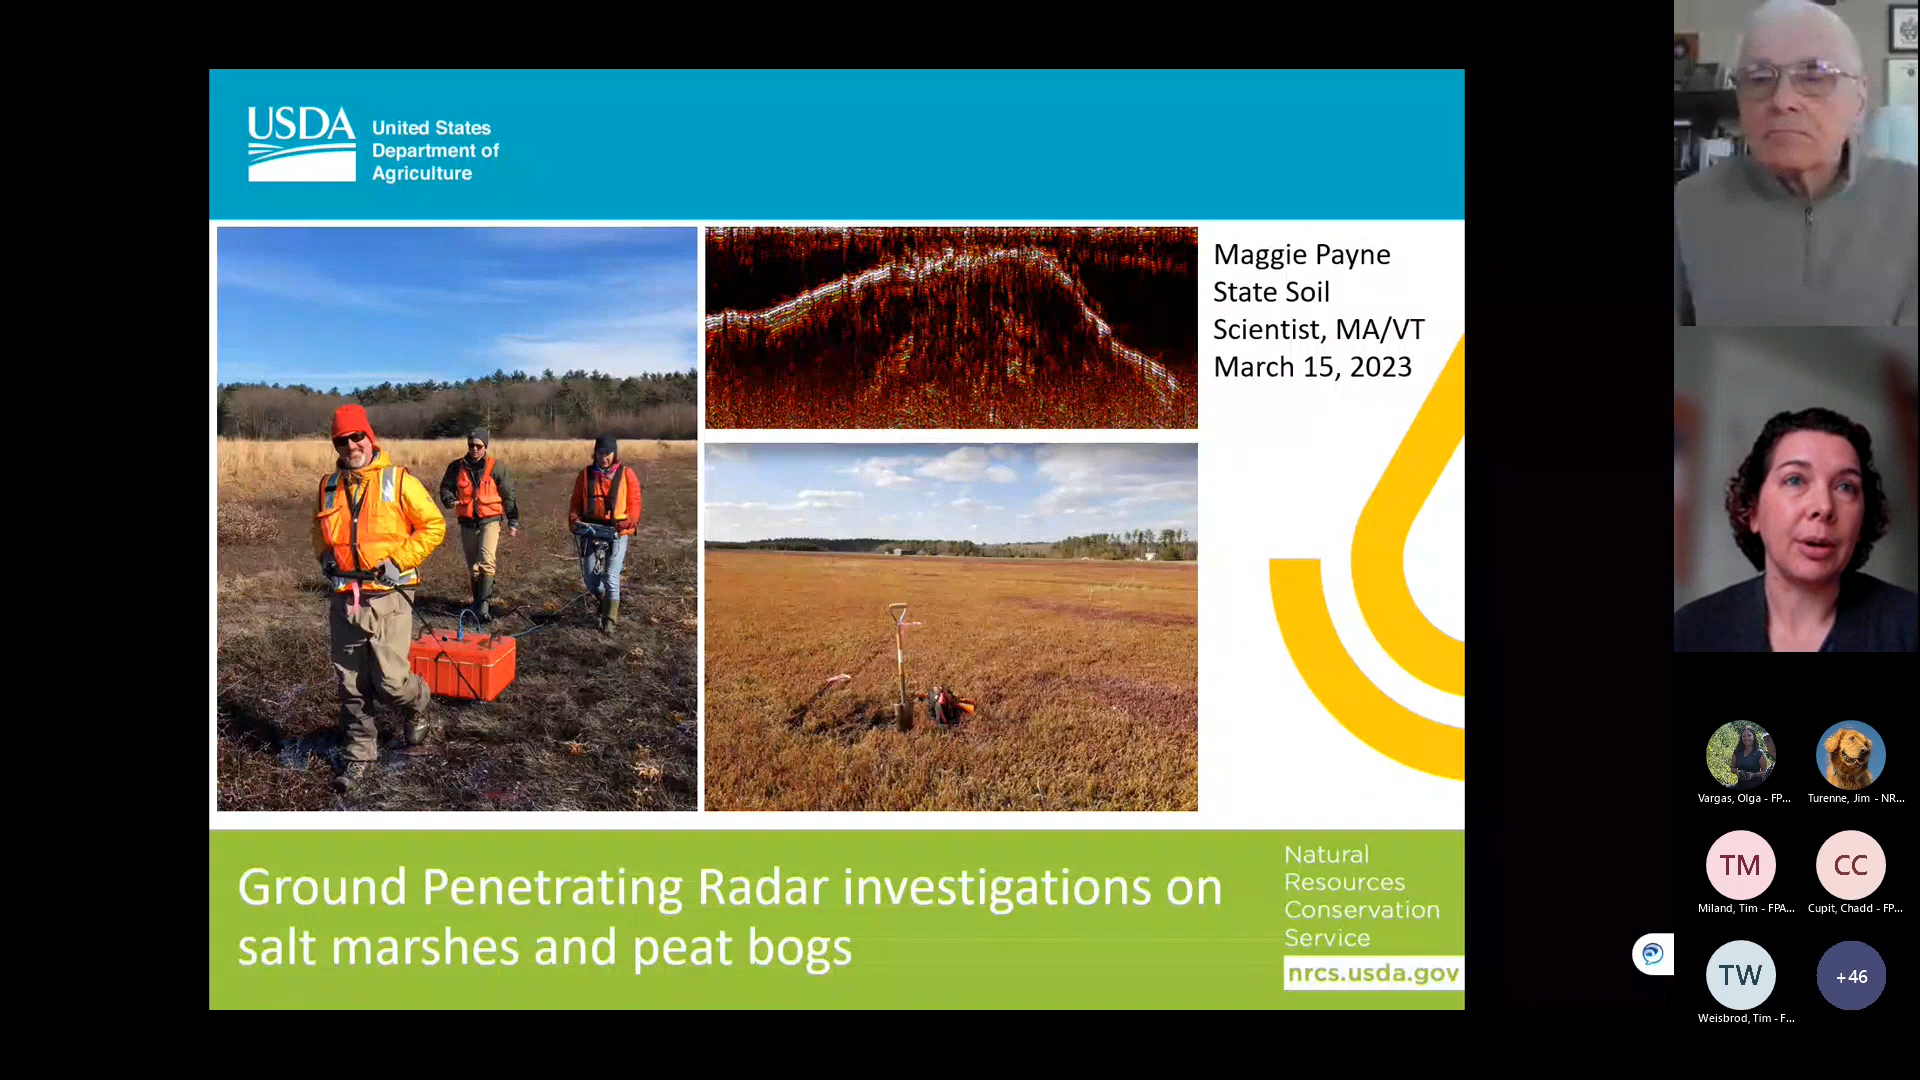 USDA
United States
Department of
Agriculture
Maggie Payne
State Soil
Scientist, MA/VT
March 15, 2023
Ground Penetrating Radar investigations on
salt marshes and peat bogs
Natural
Resources
Conservation
Service
nrcs.usda.gov
Vargas, Olga - FP...
Turenne, Jim - NR...
TM
CC
Miland, Tim - FPA...
Cupit, Chadd - FP...
TW
+46
Weisbrod, Tim - F...